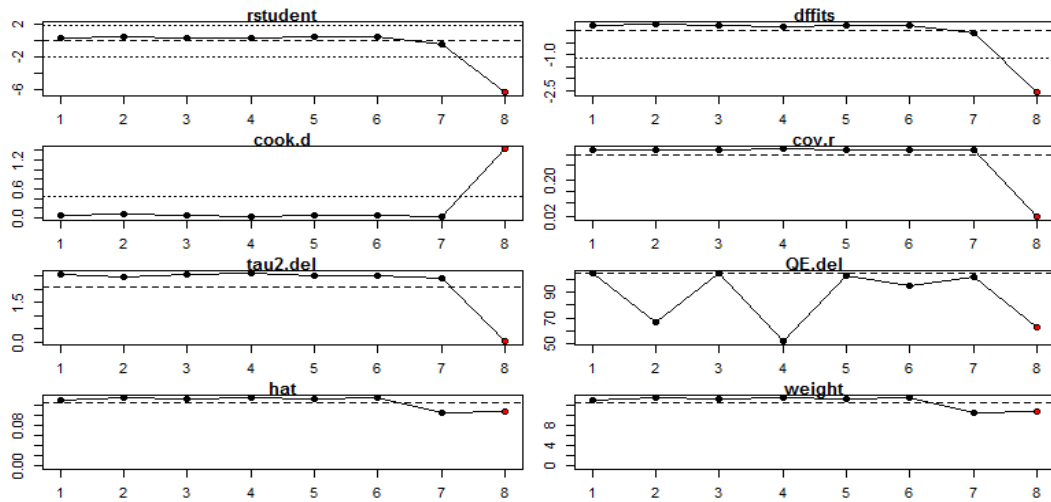 rstudent
2
-2
-6
1 2 3 4 5 6 7 8
dffits
-1.0
-2.5
1 2 3 4 5 6 7 8
cook.d
1.2
0.6
0.0
1 2 3 4 5 6 7 8
cov.r
0.20
0.02
1 2 3 4 5 6 7 8
tau2.del
1.5
0.0
1 2 3 4 5 6 7 8
QE.del
90
70
50
1 2 3 4 5 6 7 8
hat
0.08
0.00
1 2 3 4 5 6 7 8
weight
8
4
0
1 2 3 4 5 6 7 8